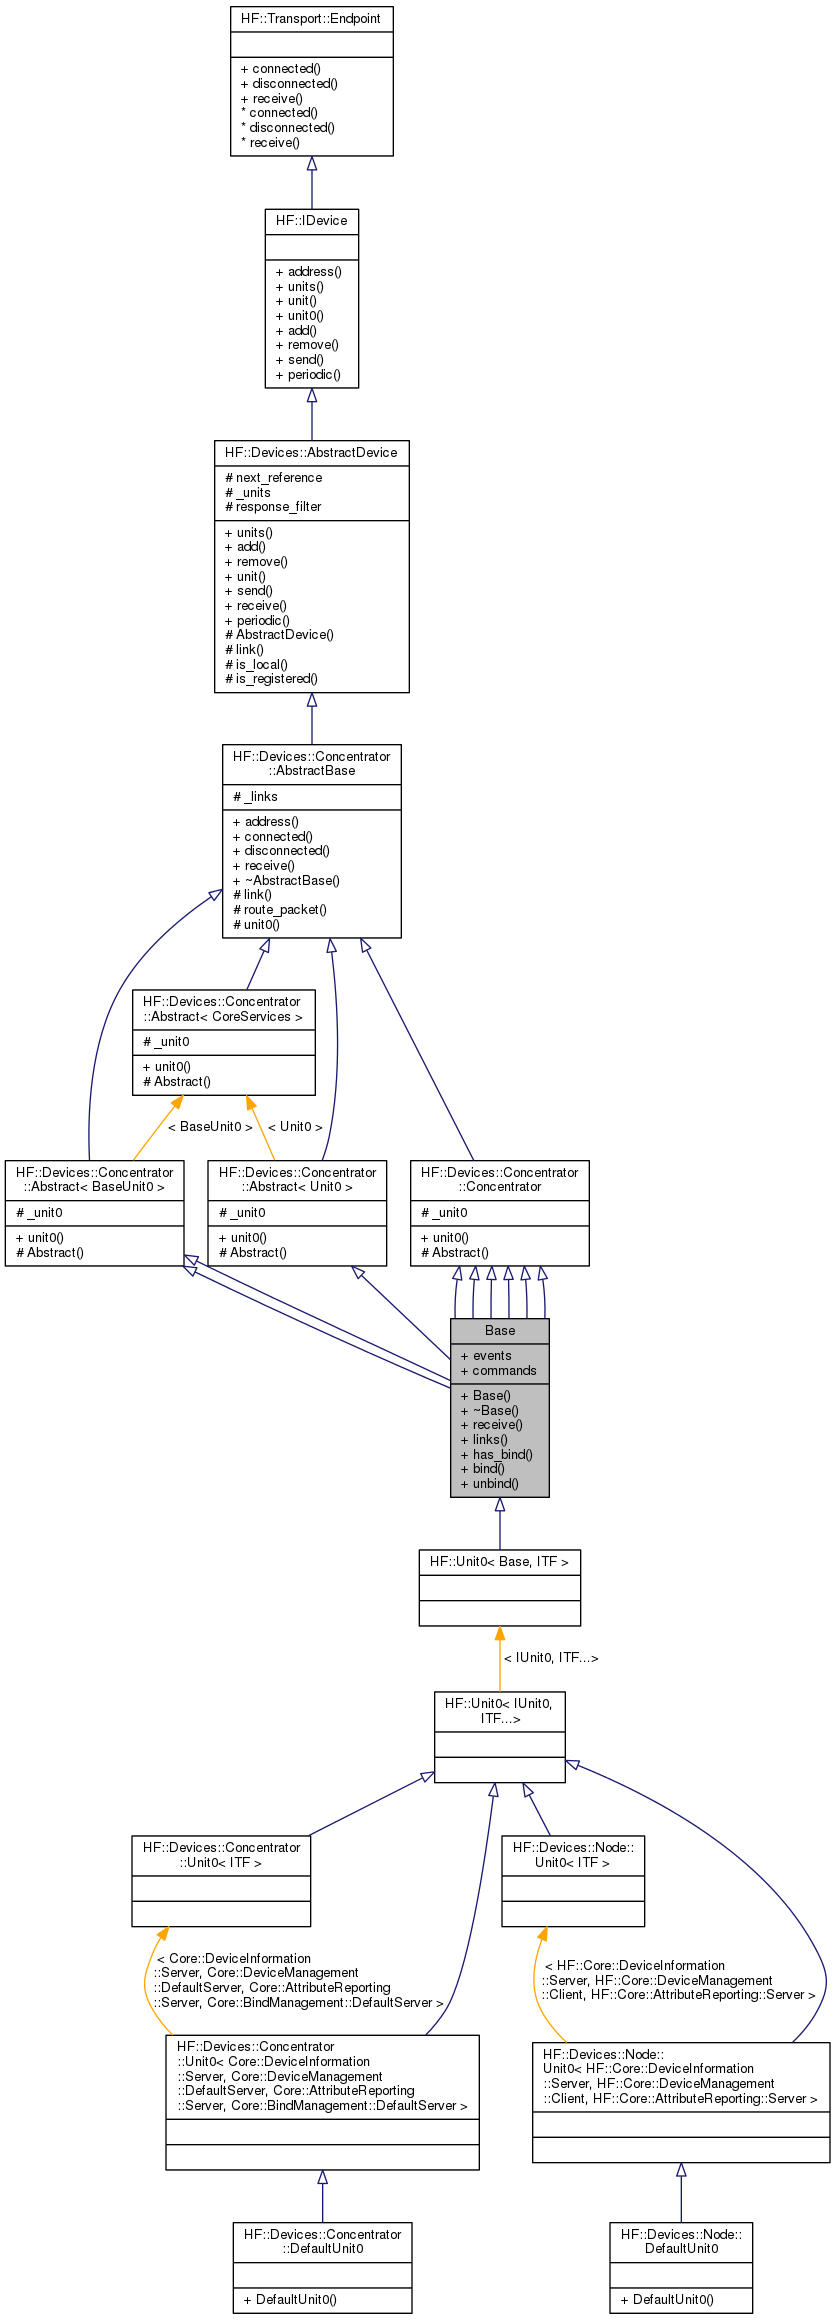 HF::Transport::Endpoint
+ connected()
+ disconnected()
+ receive()
* connected()
* disconnected()
* receive()
HF::IDevice
+ address()
+ units()
+ unit()
+ unit0()
+ add()
+ remove()
+ send()
+ periodic()
HF::Devices::AbstractDevice
# next_reference
# _units
# response_filter
+ units()
+ add()
+ remove()
+ unit()
+ send()
+ receive()
+ periodic()
# AbstractDevice()
# link()
# is_local()
# is_registered()
HF::Devices::Concentrator
::AbstractBase
# _links
+ address()
+ connected()
+ disconnected()
+ receive()
+ ~AbstractBase()
# link()
# route_packet()
# unit0()
HF::Devices::Concentrator
::Abstract< CoreServices >
# _unit0
+ unit0()
# Abstract()
< BaseUnit0 >
< Unit0 >
HF::Devices::Concentrator
::Abstract< BaseUnit0 >
# _unit0
+ unit0()
# Abstract()
HF::Devices::Concentrator
::Abstract< Unit0 >
# _unit0
+ unit0()
# Abstract()
HF::Devices::Concentrator
::Concentrator
# _unit0
+ unit0()
# Abstract()
Base
+ events
+ commands
+ Base()
+ ~Base()
+ receive()
+ links()
+ has_bind()
+ bind()
+ unbind()
HF::Unit0< Base, ITF >
< IUnit0, ITF...>
HF::Unit0< IUnit0,
ITF...>
HF::Devices::Concentrator
::Unit0< ITF >
HF::Devices::Node::
Unit0< ITF >
< Core::DeviceInformation
::Server, Core::DeviceManagement
::DefaultServer, Core::AttributeReporting
::Server, Core::BindManagement::DefaultServer >
< HF::Core::DeviceInformation
::Server, HF::Core::DeviceManagement
::Client, HF::Core::AttributeReporting::Server >
HF::Devices::Concentrator
::Unit0< Core::DeviceInformation
::Server, Core::DeviceManagement
::DefaultServer, Core::AttributeReporting
::Server, Core::BindManagement::DefaultServer >
HF::Devices::Node::
Unit0< HF::Core::DeviceInformation
::Server, HF::Core::DeviceManagement
::Client, HF::Core::AttributeReporting::Server >
HF::Devices::Concentrator
::DefaultUnit0
+ DefaultUnit0()
HF::Devices::Node::
DefaultUnit0
+ DefaultUnit0()